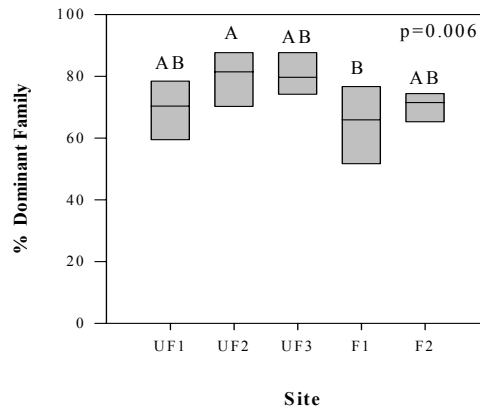 100
p=0.006
A
AB
AB
80
B
AB
60
% Dominant Family
40
20
0
UF1 UF2 UF3 F1 F2
Site